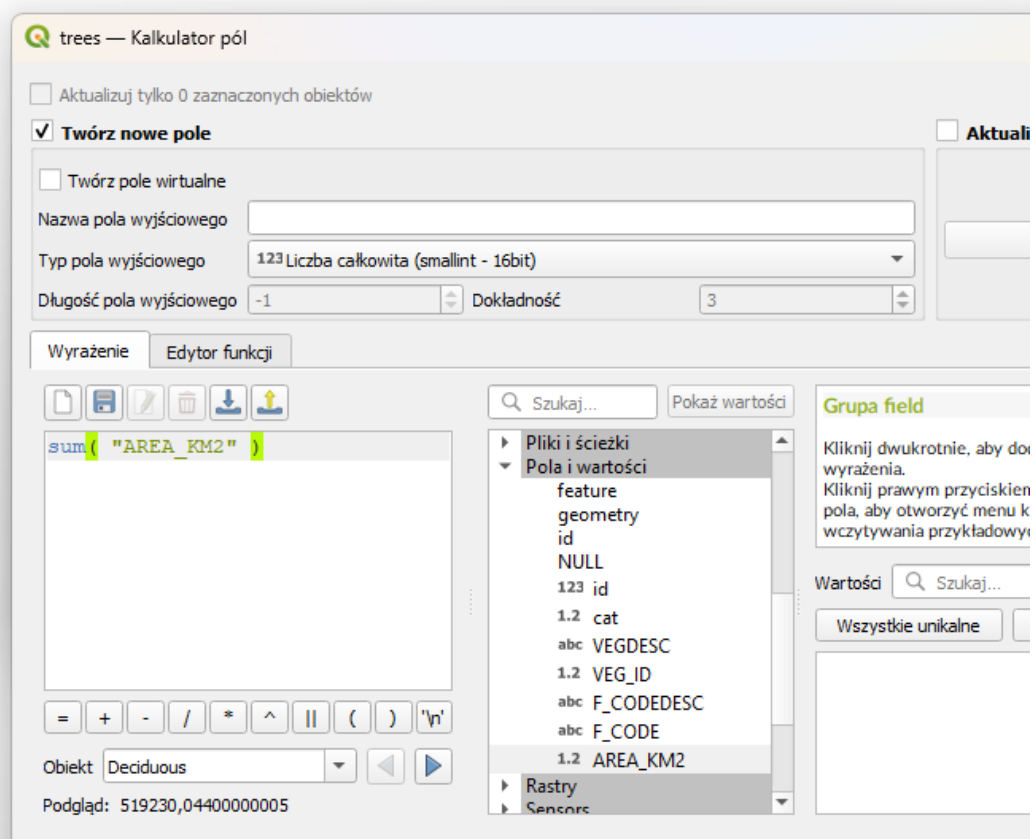 trees — Kalkulator pól
Aktualizuj tylko 0 zaznaczonych obiektów
Twórz nowe pole
Aktuali
Twórz pole wirtualne
Nazwa pola wyjściowego
Typ pola wyjściowego
123 Liczba całkowita (smallint - 16bit)
Długość pola wyjściowego
-1
Dokładność
3
Wyrażenie
Edytor funkcji
sum( "AREA_KM2" )
= + - / * ^ || ( ) '\n'
Obiekt
Deciduous
Podgląd: 519230,04400000005
Szukaj...
Pokaż wartości
Pliki i ścieżki
Pola i wartości
feature
geometry
id
NULL
123 id
1.2 cat
abc VEGDESC
1.2 VEG_ID
abc F_CODEDESC
abc F_CODE
1.2 AREA_KM2
Rastry
Sensors
Grupa field
Kliknij dwukrotnie, aby dod
wyrażenia.
Kliknij prawym przyciskiem
pola, aby otworzyć menu k
wczytywania przykładowyc
Wartości
Szukaj...
Wszystkie unikalne